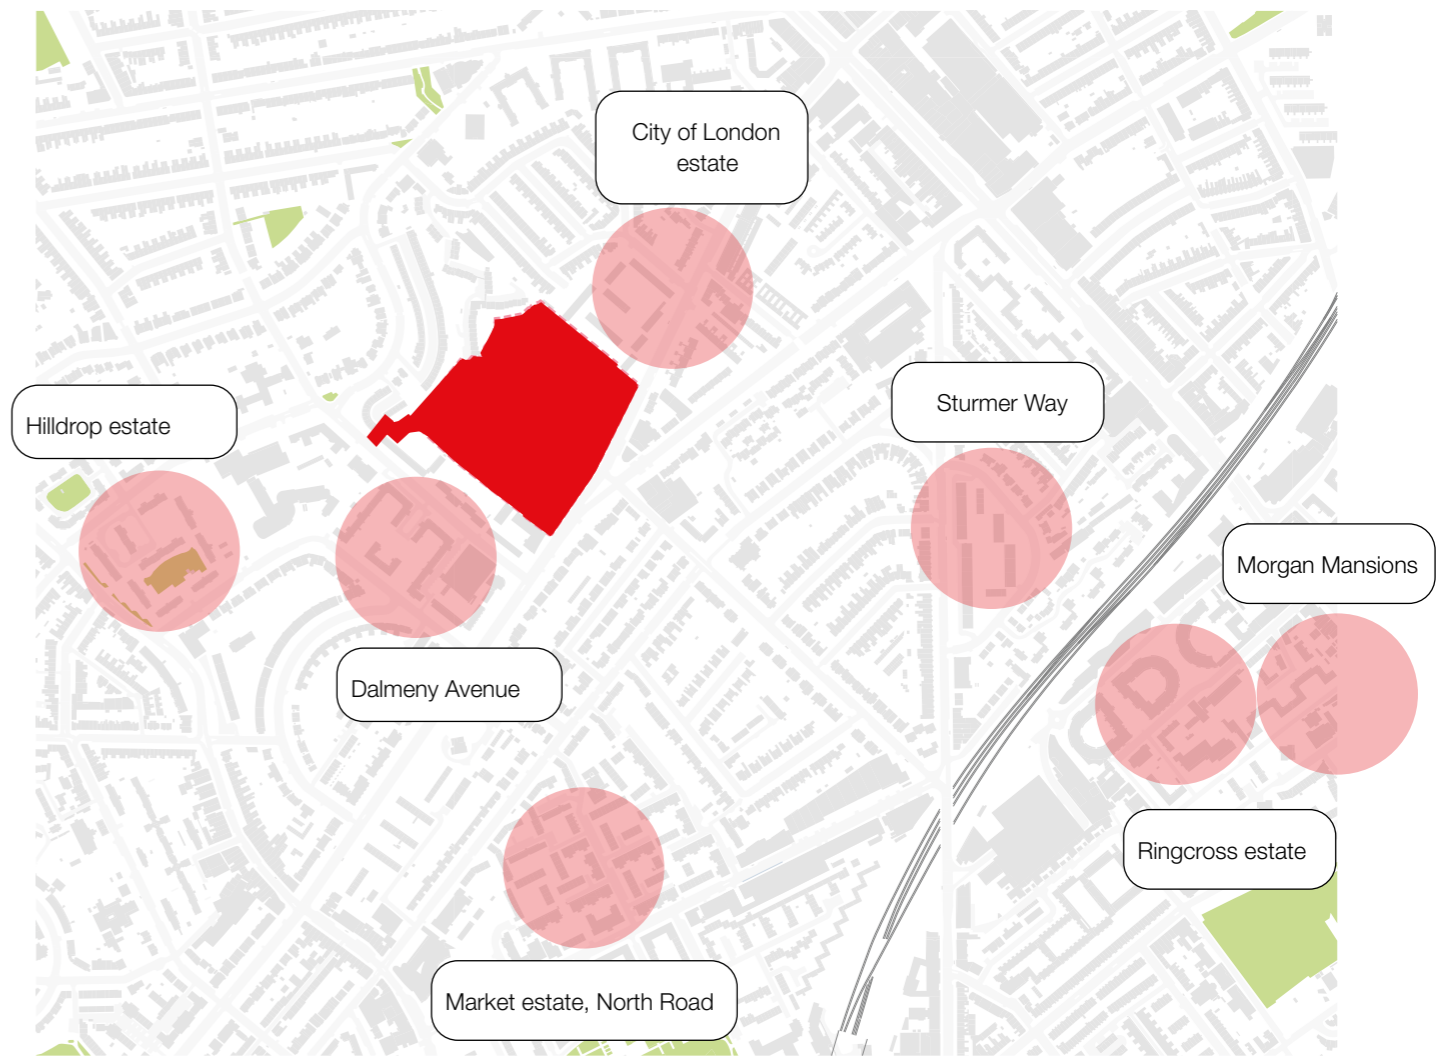 City of London
estate
Sturmer Way
Hilldrop estate
Morgan Mansions
Dalmeny Avenue
Ringcross estate
Market estate, North Road